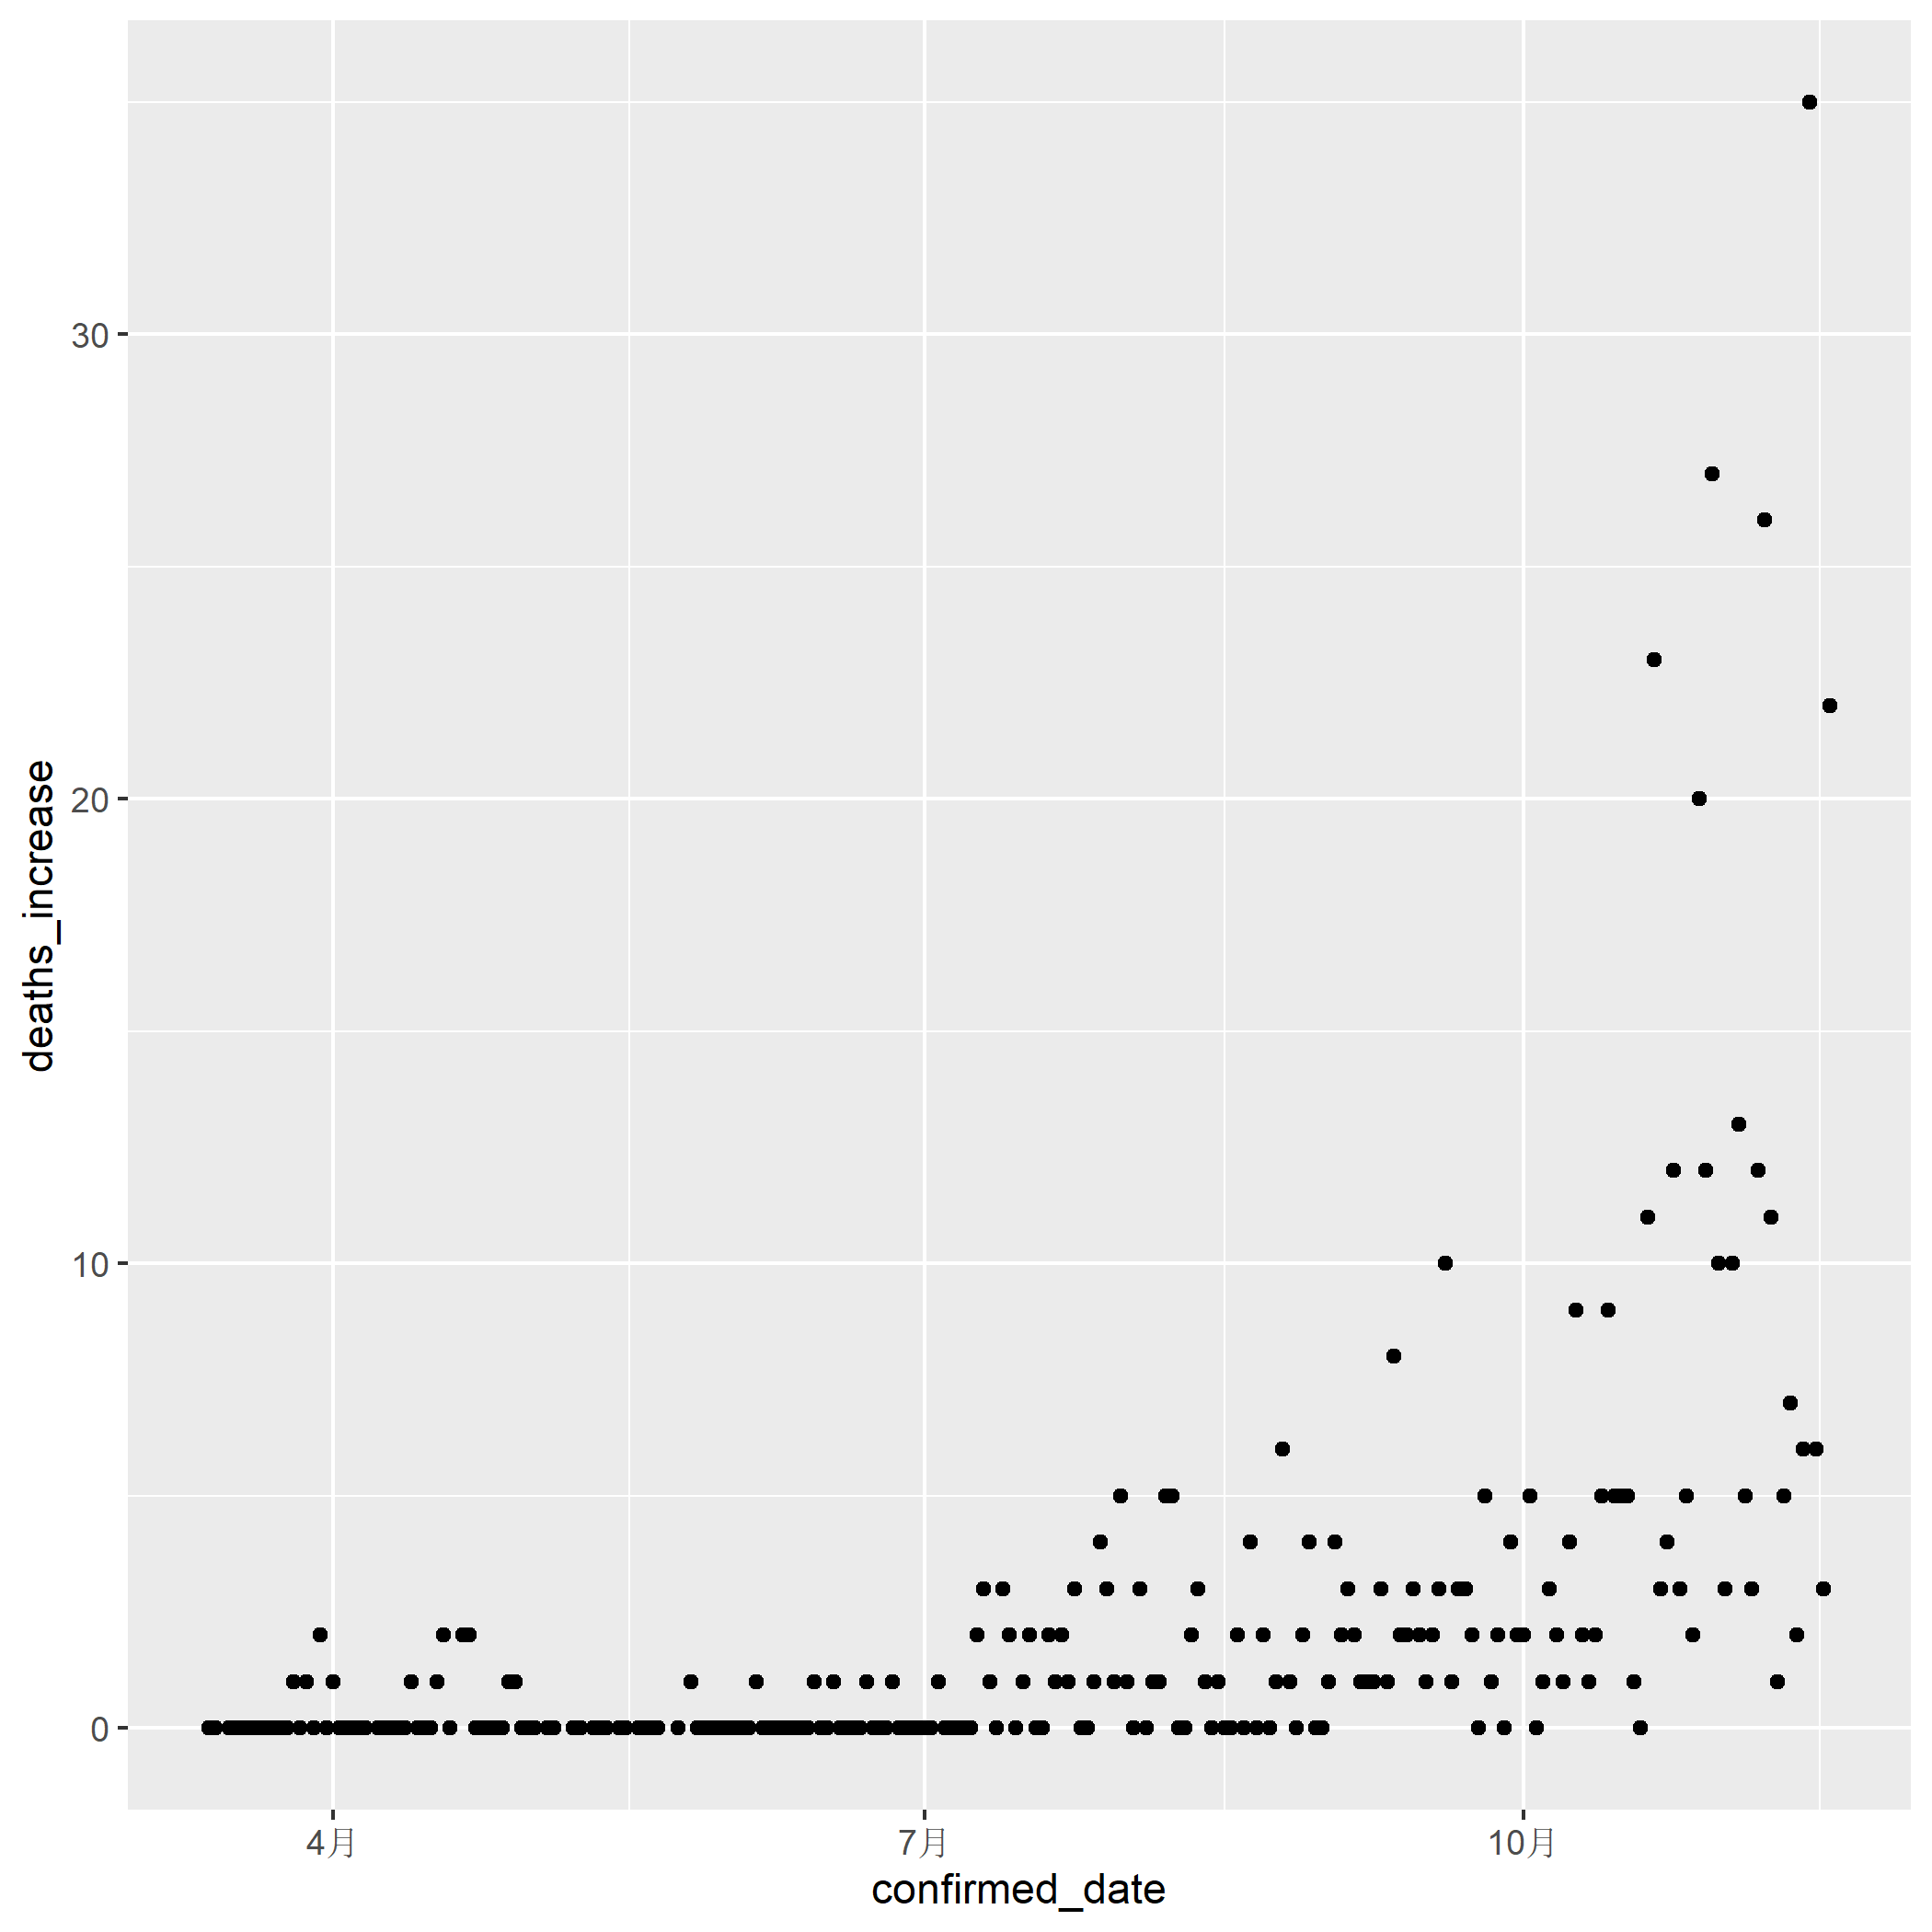 deaths_increase
30
20
10
0
4月
7月
10月
confirmed_date